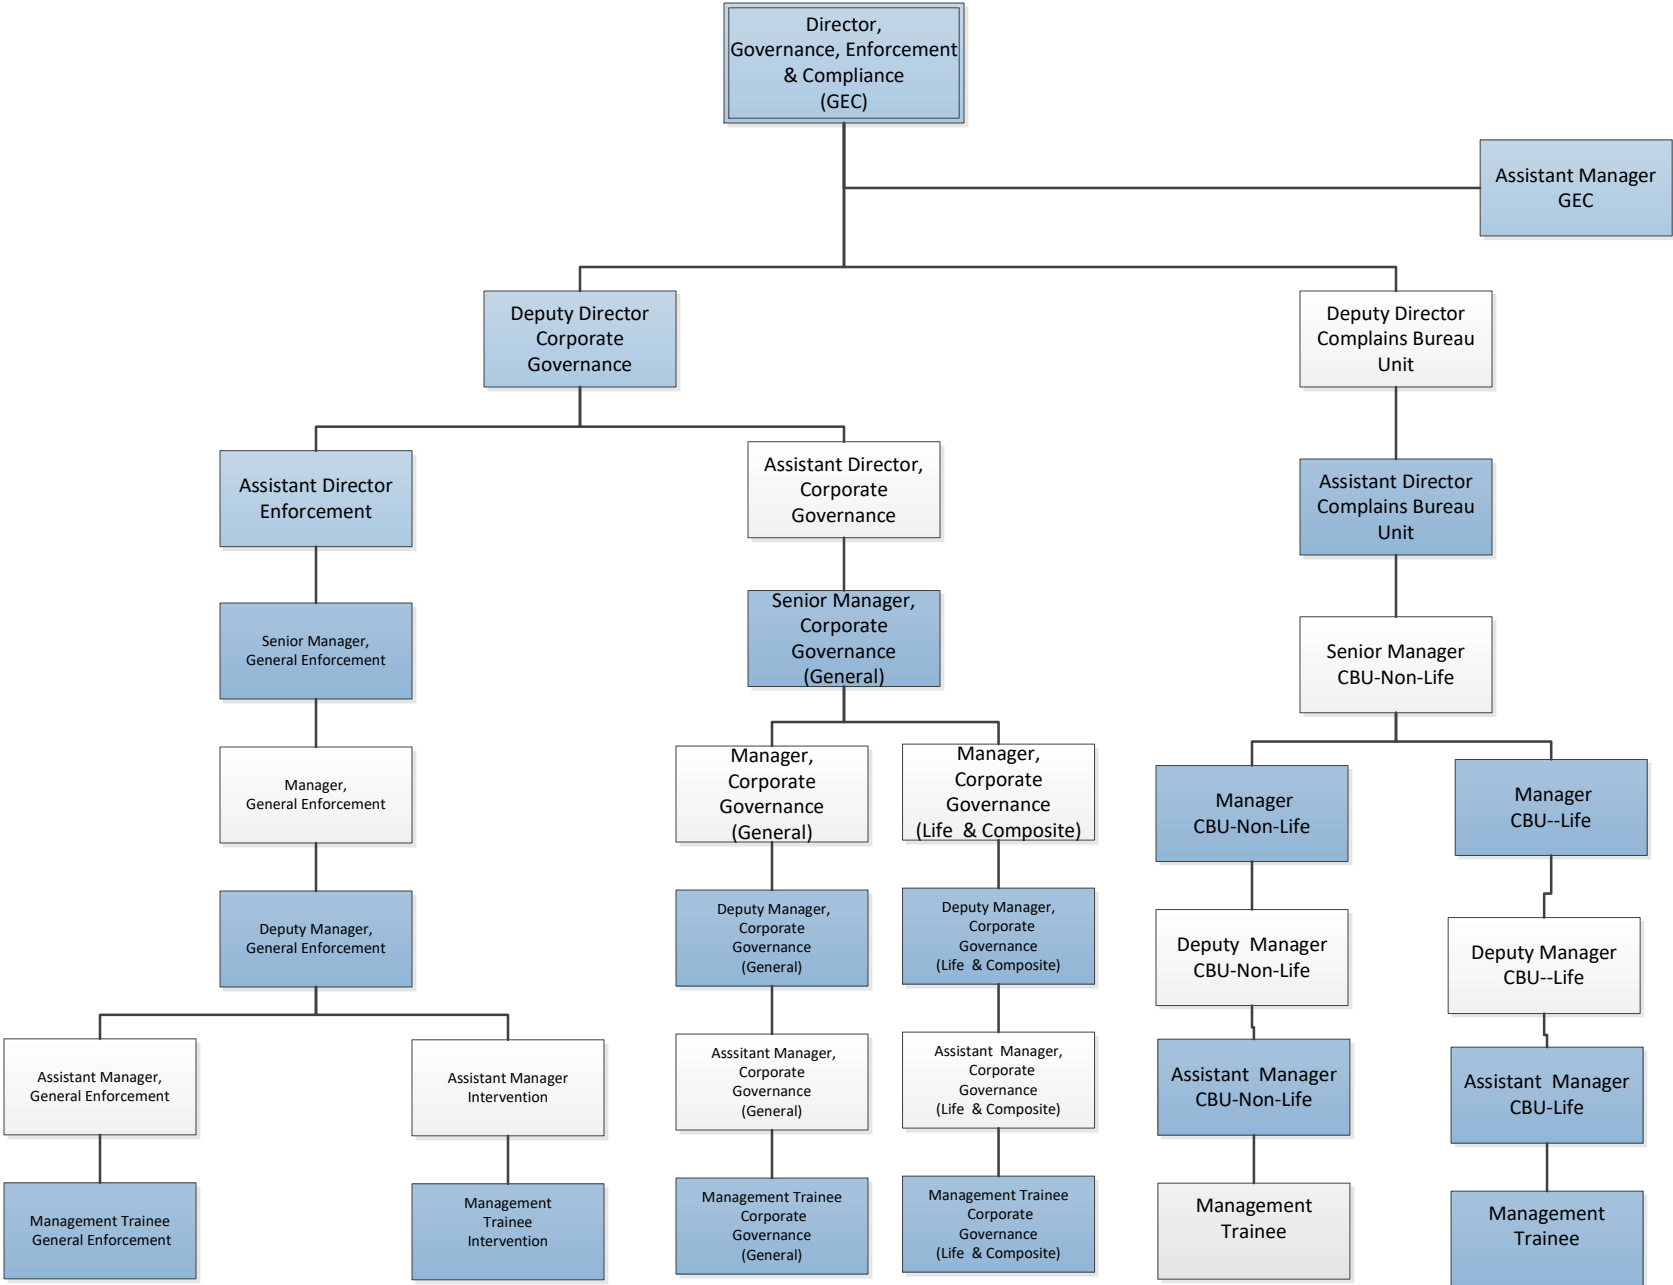 Director,
Governance, Enforcement
& Compliance
(GEC)
Assistant Manager
GEC
Deputy Director
Corporate
Governance
Deputy Director
Complains Bureau
Unit
Assistant Director
Enforcement
Assistant Director,
Corporate
Governance
Assistant Director
Complains Bureau
Unit
Senior Manager,
General Enforcement
Senior Manager,
Corporate
Governance
(General)
Senior Manager
CBU-Non-Life
Manager,
General Enforcement
Manager,
Corporate
Governance
(General)
Manager,
Corporate
Governance
(Life & Composite)
Manager
CBU-Non-Life
Manager
CBU--Life
Deputy Manager,
General Enforcement
Deputy Manager,
Corporate
Governance
(General)
Deputy Manager,
Corporate
Governance
(Life & Composite)
Deputy Manager
CBU-Non-Life
Deputy Manager
CBU--Life
Assistant Manager,
General Enforcement
Assistant Manager
Intervention
Asssitant Manager,
Corporate
Governance
(General)
Assistant Manager,
Corporate
Governance
(Life & Composite)
Assistant Manager
CBU-Non-Life
Assistant Manager
CBU-Life
Management Trainee
General Enforcement
Management
Trainee
Intervention
Management Trainee
Corporate
Governance
(General)
Management Trainee
Corporate
Governance
(Life & Composite)
Management
Trainee
Management
Trainee